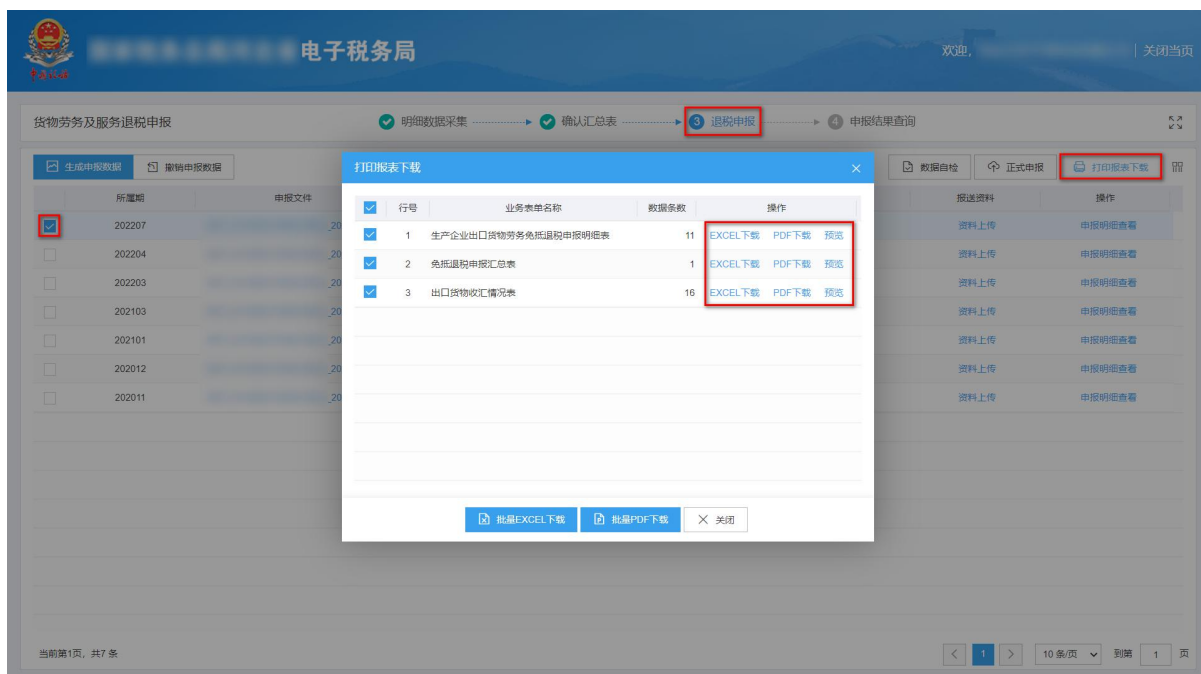 电子税务局
欢迎,
关闭当页
货物劳务及服务退税申报
明细数据采集
确认汇总表
3 退税申报
4 申报结果查询
生成申报数据
撤销申报数据
打印报表下载
数据自检
正式申报
打印报表下载
所属期
申报文件
报送资料
操作
202207 _20 资料上传 申报明细查看
202204 _20 资料上传 申报明细查看
202203 _20 资料上传 申报明细查看
202103 _20 资料上传 申报明细查看
202101 _20 资料上传 申报明细查看
202012 _20 资料上传 申报明细查看
202011 _20 资料上传 申报明细查看
行号 业务表单名称 数据条数 操作
1 生产企业出口货物劳务免抵退税申报明细表 11 EXCEL下载 PDF下载 预览
2 免抵退税申报汇总表 1 EXCEL下载 PDF下载 预览
3 出口货物收汇情况表 16 EXCEL下载 PDF下载 预览
批量EXCEL下载
批量PDF下载
关闭
当前第1页，共7 条
1
10 条/页
到第 1 页